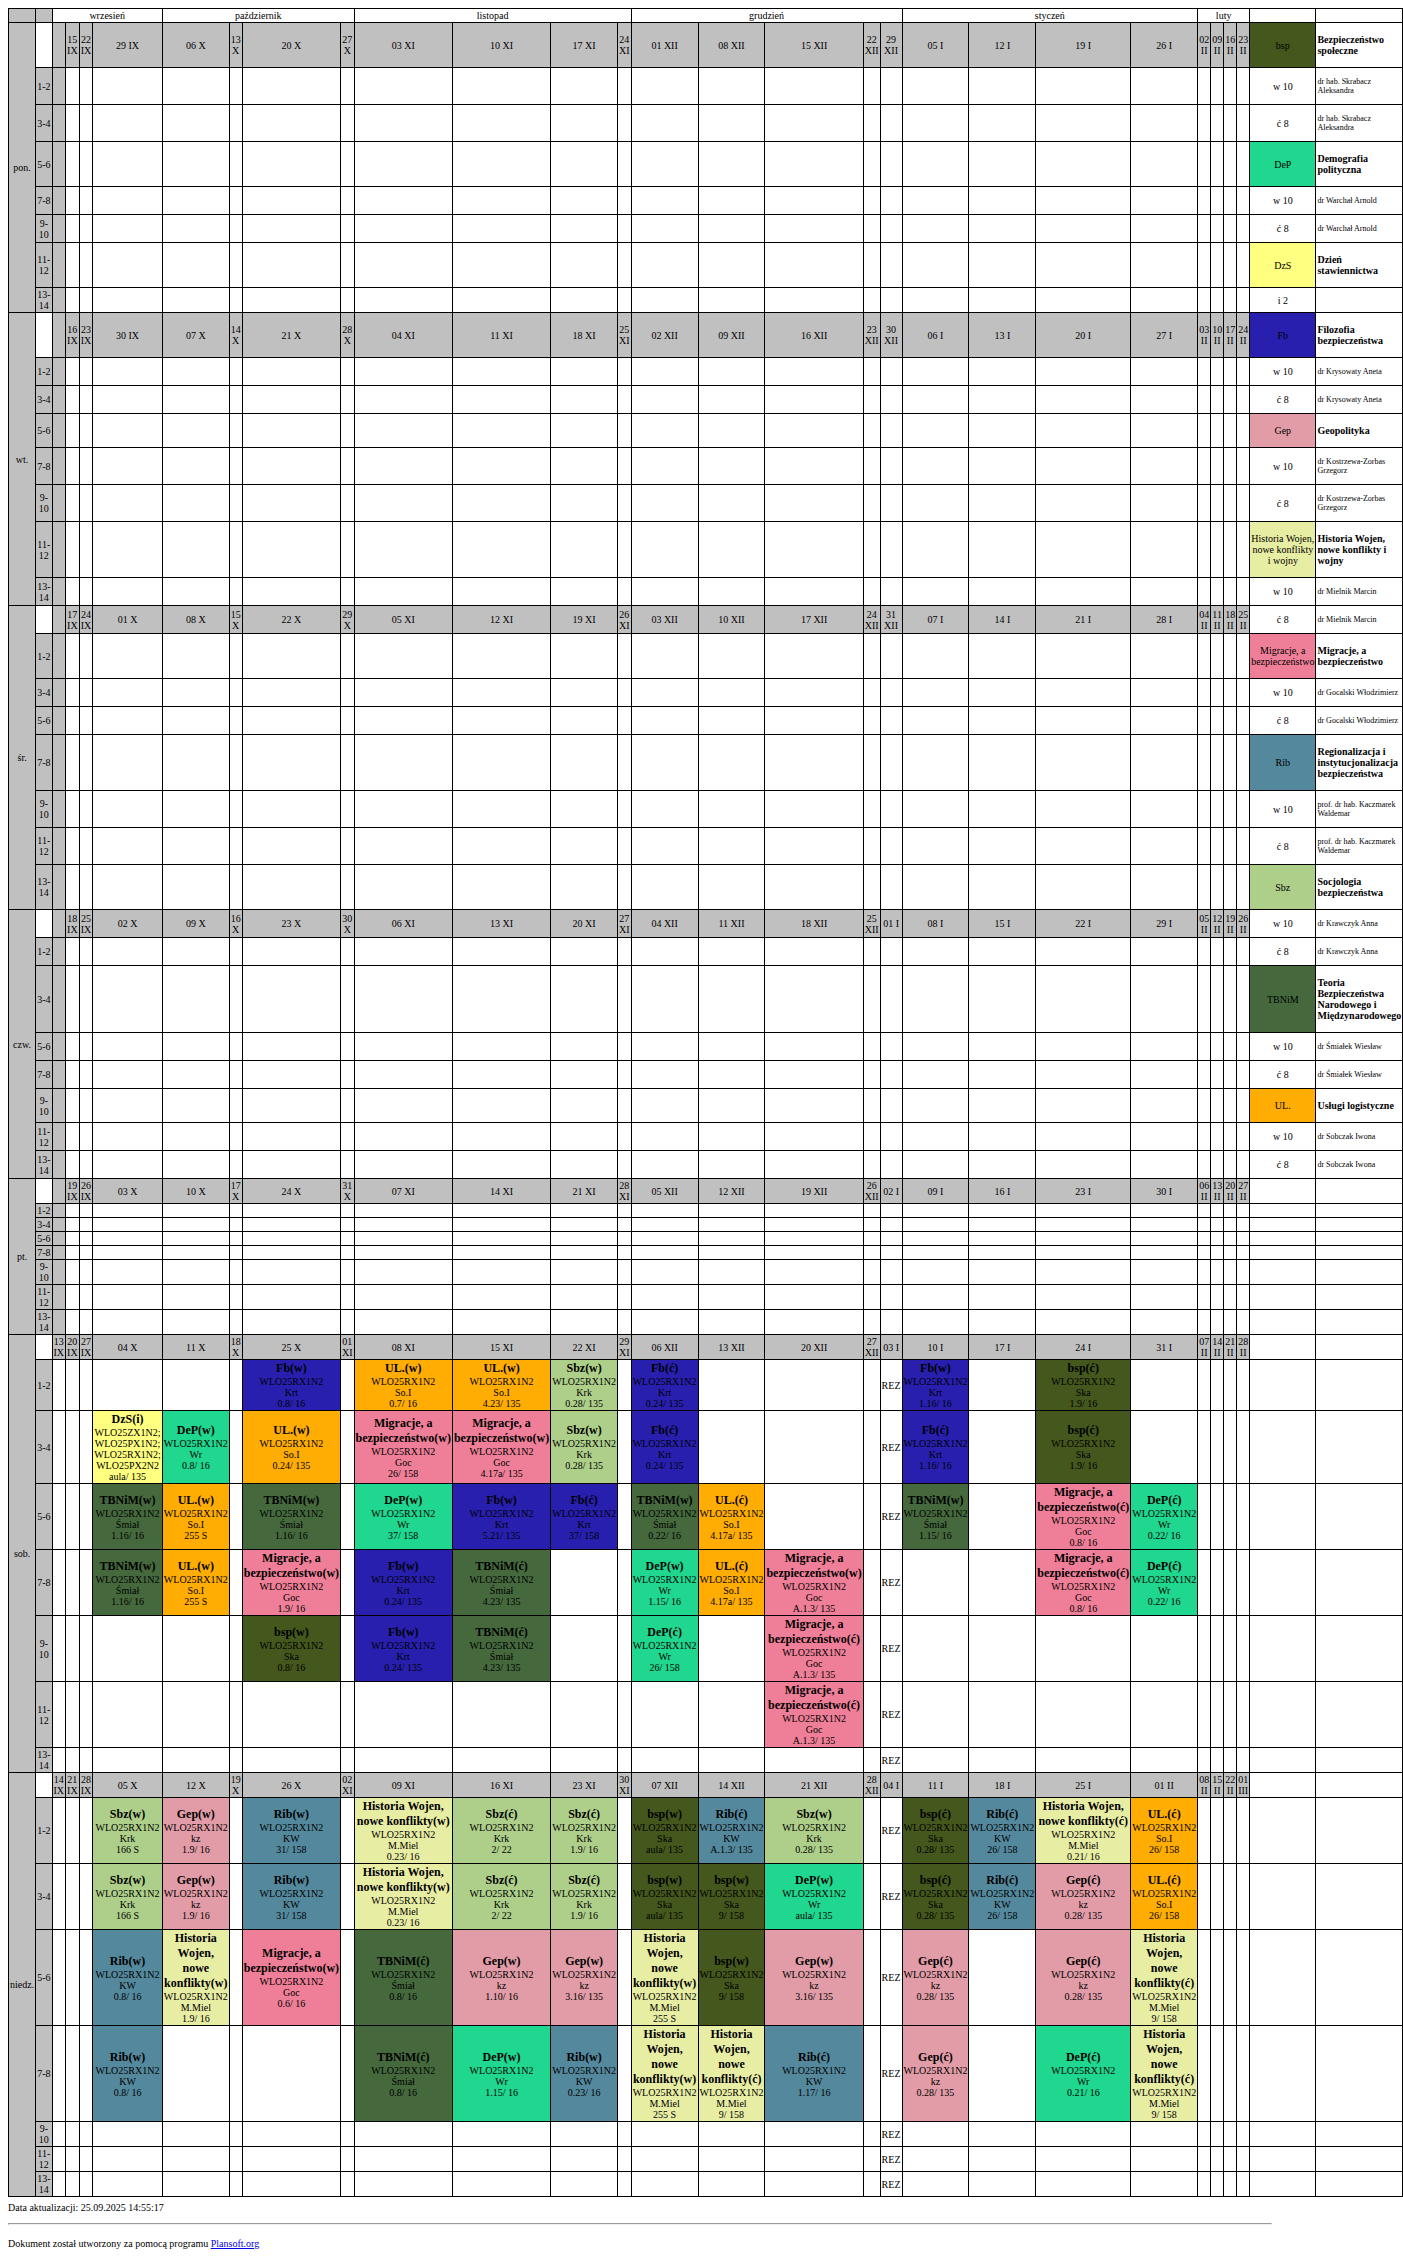 wrzesień październik listopad grudzień styczeń luty
pon. 15 IX 22 IX 29 IX 06 X 13 X 20 X 27 X 03 XI 10 XI 17 XI 24 XI 01 XII 08 XII 15 XII 22 XII 29 XII 05 I 12 I 19 I 26 I 02 II 09 II 16 II 23 II bsp Bezpieczeństwo społeczne
1-2 w 10 dr hab. Skrabacz Aleksandra
3-4 ć 8 dr hab. Skrabacz Aleksandra
5-6 DeP Demografia polityczna
7-8 w 10 dr Warchał Arnold
9-10 ć 8 dr Warchał Arnold
11-12 DzS Dzień stawiennictwa
13-14 i 2
wt. 16 IX 23 IX 30 IX 07 X 14 X 21 X 28 X 04 XI 11 XI 18 XI 25 XI 02 XII 09 XII 16 XII 23 XII 30 XII 06 I 13 I 20 I 27 I 03 II 10 II 17 II 24 II Fb Filozofia bezpieczeństwa
1-2 w 10 dr Krysowaty Aneta
3-4 ć 8 dr Krysowaty Aneta
5-6 Gep Geopolityka
7-8 w 10 dr Kostrzewa-Zorbas Grzegorz
9-10 ć 8 dr Kostrzewa-Zorbas Grzegorz
11-12 Historia Wojen, nowe konflikty i wojny Historia Wojen, nowe konflikty i wojny
13-14 w 10 dr Mielnik Marcin
śr. 17 IX 24 IX 01 X 08 X 15 X 22 X 29 X 05 XI 12 XI 19 XI 26 XI 03 XII 10 XII 17 XII 24 XII 31 XII 07 I 14 I 21 I 28 I 04 II 11 II 18 II 25 II ć 8 dr Mielnik Marcin
1-2 Migracje, a bezpieczeństwo Migracje, a bezpieczeństwo
3-4 w 10 dr Gocalski Włodzimierz
5-6 ć 8 dr Gocalski Włodzimierz
7-8 Rib Regionalizacja i instytucjonalizacja bezpieczeństwa
9-10 w 10 prof. dr hab. Kaczmarek Waldemar
11-12 ć 8 prof. dr hab. Kaczmarek Waldemar
13-14 Sbz Socjologia bezpieczeństwa
czw. 18 IX 25 IX 02 X 09 X 16 X 23 X 30 X 06 XI 13 XI 20 XI 27 XI 04 XII 11 XII 18 XII 25 XII 01 I 08 I 15 I 22 I 29 I 05 II 12 II 19 II 26 II w 10 dr Krawczyk Anna
1-2 ć 8 dr Krawczyk Anna
3-4 TBNiM Teoria Bezpieczeństwa Narodowego i Międzynarodowego
5-6 w 10 dr Śmiałek Wiesław
7-8 ć 8 dr Śmiałek Wiesław
9-10 UL. Usługi logistyczne
11-12 w 10 dr Sobczak Iwona
13-14 ć 8 dr Sobczak Iwona
pt. 19 IX 26 IX 03 X 10 X 17 X 24 X 31 X 07 XI 14 XI 21 XI 28 XI 05 XII 12 XII 19 XII 26 XII 02 I 09 I 16 I 23 I 30 I 06 II 13 II 20 II 27 II
1-2
3-4
5-6
7-8
9-10
11-12
13-14
sob. 13 IX 20 IX 27 IX 04 X 11 X 18 X 25 X 01 XI 08 XI 15 XI 22 XI 29 XI 06 XII 13 XII 20 XII 27 XII 03 I 10 I 17 I 24 I 31 I 07 II 14 II 21 II 28 II
1-2 Fb(w) WLO25RX1N2 Krt 0.8/ 16 UL.(w) WLO25RX1N2 So.I 0.7/ 16 UL.(w) WLO25RX1N2 So.I 4.23/ 135 Sbz(w) WLO25RX1N2 Krk 0.28/ 135 Fb(ć) WLO25RX1N2 Krt 0.24/ 135 REZ Fb(w) WLO25RX1N2 Krt 1.16/ 16 bsp(ć) WLO25RX1N2 Ska 1.9/ 16
3-4 DzS(i) WLO25ZX1N2; WLO25PX1N2; WLO25RX1N2; WLO25PX2N2 aula/ 135 DeP(w) WLO25RX1N2 Wr 0.8/ 16 UL.(w) WLO25RX1N2 So.I 0.24/ 135 Migracje, a bezpieczeństwo(w) WLO25RX1N2 Goc 26/ 158 Migracje, a bezpieczeństwo(w) WLO25RX1N2 Goc 4.17a/ 135 Sbz(w) WLO25RX1N2 Krk 0.28/ 135 Fb(ć) WLO25RX1N2 Krt 0.24/ 135 REZ Fb(ć) WLO25RX1N2 Krt 1.16/ 16 bsp(ć) WLO25RX1N2 Ska 1.9/ 16
5-6 TBNiM(w) WLO25RX1N2 Śmiał 1.16/ 16 UL.(w) WLO25RX1N2 So.I 255 S TBNiM(w) WLO25RX1N2 Śmiał 1.16/ 16 DeP(w) WLO25RX1N2 Wr 37/ 158 Fb(w) WLO25RX1N2 Krt 5.21/ 135 Fb(ć) WLO25RX1N2 Krt 37/ 158 TBNiM(w) WLO25RX1N2 Śmiał 0.22/ 16 UL.(ć) WLO25RX1N2 So.I 4.17a/ 135 REZ TBNiM(w) WLO25RX1N2 Śmiał 1.15/ 16 Migracje, a bezpieczeństwo(ć) WLO25RX1N2 Goc 0.8/ 16 DeP(ć) WLO25RX1N2 Wr 0.22/ 16
7-8 TBNiM(w) WLO25RX1N2 Śmiał 1.16/ 16 UL.(w) WLO25RX1N2 So.I 255 S Migracje, a bezpieczeństwo(w) WLO25RX1N2 Goc 1.9/ 16 Fb(w) WLO25RX1N2 Krt 0.24/ 135 TBNiM(ć) WLO25RX1N2 Śmiał 4.23/ 135 DeP(w) WLO25RX1N2 Wr 1.15/ 16 UL.(ć) WLO25RX1N2 So.I 4.17a/ 135 Migracje, a bezpieczeństwo(w) WLO25RX1N2 Goc A.1.3/ 135 REZ Migracje, a bezpieczeństwo(ć) WLO25RX1N2 Goc 0.8/ 16 DeP(ć) WLO25RX1N2 Wr 0.22/ 16
9-10 bsp(w) WLO25RX1N2 Ska 0.8/ 16 Fb(w) WLO25RX1N2 Krt 0.24/ 135 TBNiM(ć) WLO25RX1N2 Śmiał 4.23/ 135 DeP(ć) WLO25RX1N2 Wr 26/ 158 Migracje, a bezpieczeństwo(ć) WLO25RX1N2 Goc A.1.3/ 135 REZ
11-12 Migracje, a bezpieczeństwo(ć) WLO25RX1N2 Goc A.1.3/ 135 REZ
13-14 REZ
niedz. 14 IX 21 IX 28 IX 05 X 12 X 19 X 26 X 02 XI 09 XI 16 XI 23 XI 30 XI 07 XII 14 XII 21 XII 28 XII 04 I 11 I 18 I 25 I 01 II 08 II 15 II 22 II 01 III
1-2 Sbz(w) WLO25RX1N2 Krk 166 S Gep(w) WLO25RX1N2 kz 1.9/ 16 Rib(w) WLO25RX1N2 KW 31/ 158 Historia Wojen, nowe konflikty(w) WLO25RX1N2 M.Miel 0.23/ 16 Sbz(ć) WLO25RX1N2 Krk 2/ 22 Sbz(ć) WLO25RX1N2 Krk 1.9/ 16 bsp(w) WLO25RX1N2 Ska aula/ 135 Rib(ć) WLO25RX1N2 KW A.1.3/ 135 Sbz(w) WLO25RX1N2 Krk 0.28/ 135 REZ bsp(ć) WLO25RX1N2 Ska 0.28/ 135 Rib(ć) WLO25RX1N2 KW 26/ 158 Historia Wojen, nowe konflikty(ć) WLO25RX1N2 M.Miel 0.21/ 16 UL.(ć) WLO25RX1N2 So.I 26/ 158
3-4 Sbz(w) WLO25RX1N2 Krk 166 S Gep(w) WLO25RX1N2 kz 1.9/ 16 Rib(w) WLO25RX1N2 KW 31/ 158 Historia Wojen, nowe konflikty(w) WLO25RX1N2 M.Miel 0.23/ 16 Sbz(ć) WLO25RX1N2 Krk 2/ 22 Sbz(ć) WLO25RX1N2 Krk 1.9/ 16 bsp(w) WLO25RX1N2 Ska aula/ 135 bsp(w) WLO25RX1N2 Ska 9/ 158 DeP(w) WLO25RX1N2 Wr aula/ 135 REZ bsp(ć) WLO25RX1N2 Ska 0.28/ 135 Rib(ć) WLO25RX1N2 KW 26/ 158 Gep(ć) WLO25RX1N2 kz 0.28/ 135 UL.(ć) WLO25RX1N2 So.I 26/ 158
5-6 Rib(w) WLO25RX1N2 KW 0.8/ 16 Historia Wojen, nowe konflikty(w) WLO25RX1N2 M.Miel 1.9/ 16 Migracje, a bezpieczeństwo(w) WLO25RX1N2 Goc 0.6/ 16 TBNiM(ć) WLO25RX1N2 Śmiał 0.8/ 16 Gep(w) WLO25RX1N2 kz 1.10/ 16 Gep(w) WLO25RX1N2 kz 3.16/ 135 Historia Wojen, nowe konflikty(w) WLO25RX1N2 M.Miel 255 S bsp(w) WLO25RX1N2 Ska 9/ 158 Gep(w) WLO25RX1N2 kz 3.16/ 135 REZ Gep(ć) WLO25RX1N2 kz 0.28/ 135 Gep(ć) WLO25RX1N2 kz 0.28/ 135 Historia Wojen, nowe konflikty(ć) WLO25RX1N2 M.Miel 9/ 158
7-8 Rib(w) WLO25RX1N2 KW 0.8/ 16 TBNiM(ć) WLO25RX1N2 Śmiał 0.8/ 16 DeP(w) WLO25RX1N2 Wr 1.15/ 16 Rib(w) WLO25RX1N2 KW 0.23/ 16 Historia Wojen, nowe konflikty(w) WLO25RX1N2 M.Miel 255 S Historia Wojen, nowe konflikty(ć) WLO25RX1N2 M.Miel 9/ 158 Rib(ć) WLO25RX1N2 KW 1.17/ 16 REZ Gep(ć) WLO25RX1N2 kz 0.28/ 135 DeP(ć) WLO25RX1N2 Wr 0.21/ 16 Historia Wojen, nowe konflikty(ć) WLO25RX1N2 M.Miel 9/ 158
9-10 REZ
11-12 REZ
13-14 REZ
Data aktualizacji: 25.09.2025 14:55:17
Dokument został utworzony za pomocą programu Plansoft.org